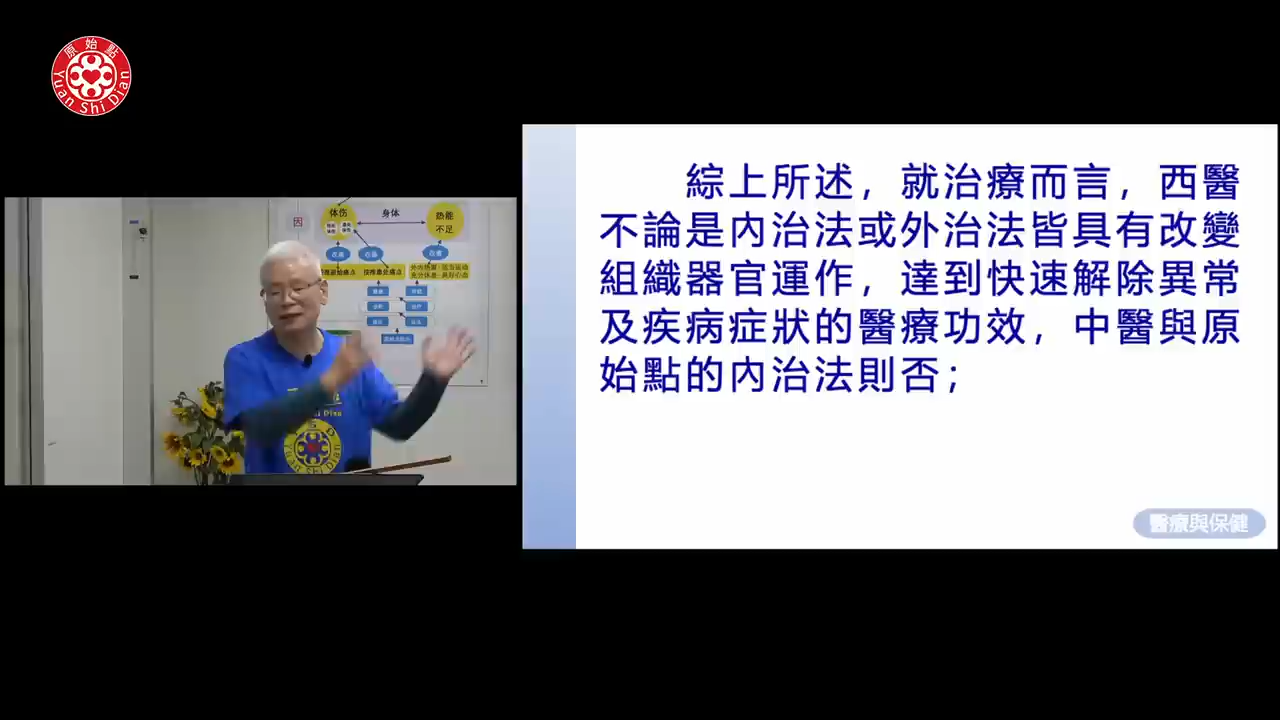 原始點
Yuan Shi Dian
因
体伤
身体
热能
不足
綜上所述，就治療而言，西醫
不論是內治法或外治法皆具有改變
組織器官運作，達到快速解除異常
及疾病症狀的醫療功效，中醫與原
始點的內治法則否；
醫療與保健